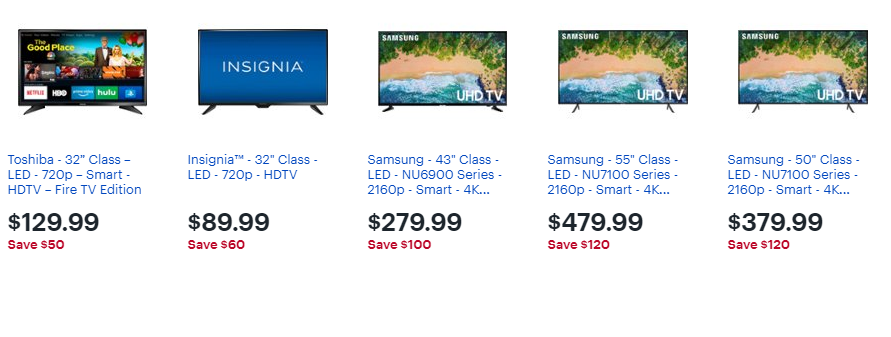 The
Good Place
NETFLIX HBO prime video hulu
INSIGNIA
SAMSUNG
UHD TV
SAMSUNG
UHD TV
SAMSUNG
UHD TV
Toshiba - 32" Class –
LED - 720p – Smart -
HDTV – Fire TV Edition
$129.99
Save $50
Insignia™ - 32" Class -
LED - 720p - HDTV
$89.99
Save $60
Samsung - 43" Class -
LED - NU6900 Series -
2160p - Smart - 4K...
$279.99
Save $100
Samsung - 55" Class -
LED - NU7100 Series -
2160p - Smart - 4K...
$479.99
Save $120
Samsung - 50" Class -
LED - NU7100 Series -
2160p - Smart - 4K...
$379.99
Save $120